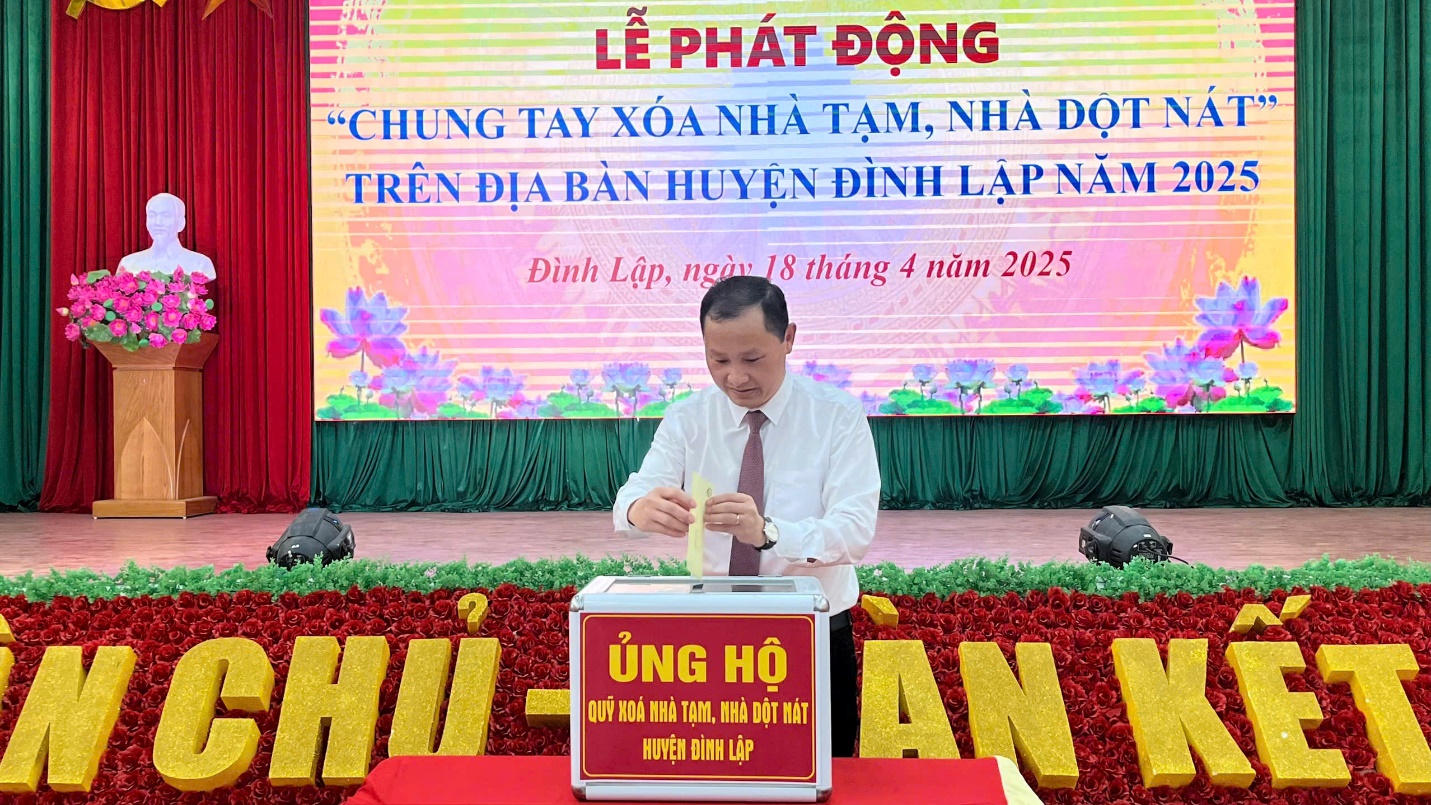 LỄ PHÁT ĐỘNG
“CHUNG TAY XÓA NHÀ TẠM, NHÀ DỘT NÁT”
TRÊN ĐỊA BÀN HUYỆN ĐÌNH LẬP NĂM 2025
Đình Lập, ngày 18 tháng 4 năm 2025
CHỦ - KẾT
ỦNG HỘ
QUỸ XOÁ NHÀ TẠM, NHÀ DỘT NÁT
HUYỆN ĐÌNH LẬP